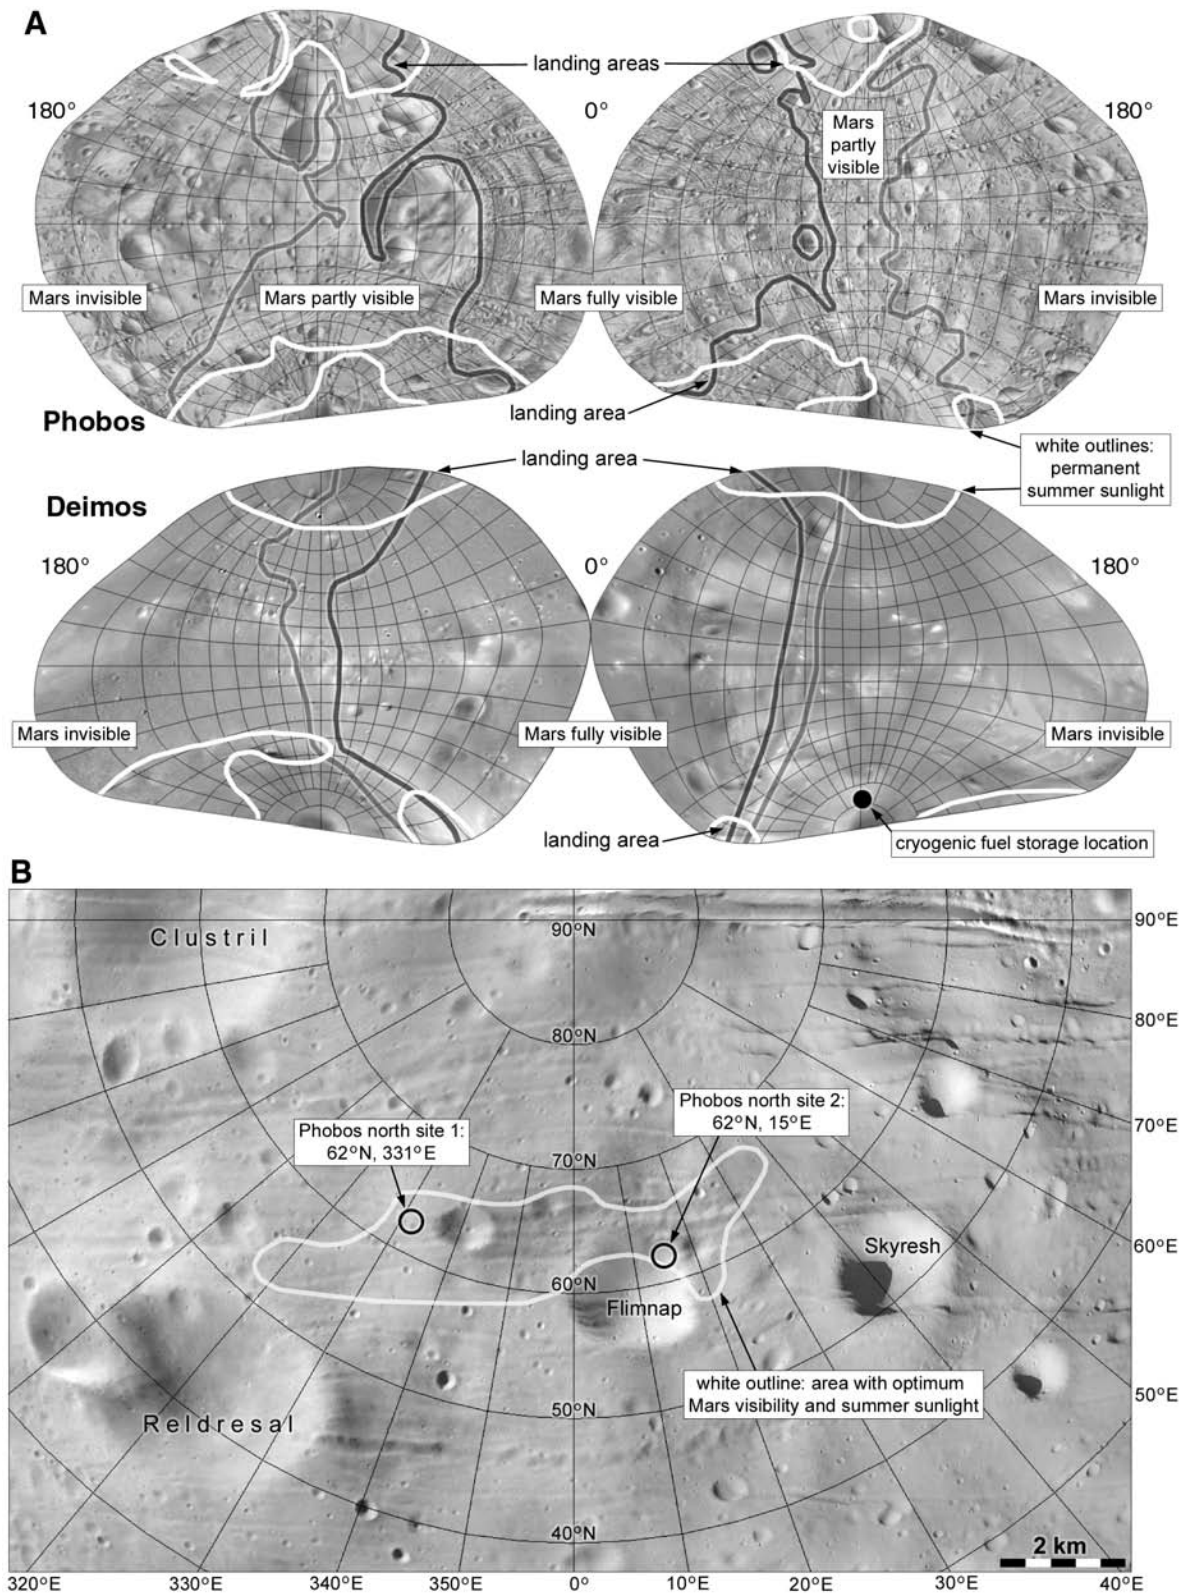 A
landing areas
180°
0°
180°
Mars
partly
visible
Mars invisible
Mars partly visible
Mars fully visible
Mars invisible
landing area
Phobos
white outlines:
permanent
summer sunlight
landing area
Deimos
180°
0°
180°
Mars invisible
Mars fully visible
Mars invisible
landing area
cryogenic fuel storage location
B
Clustril
90°N
90°E
80°N
80°E
Phobos north site 1:
62°N, 331°E
Phobos north site 2:
62°N, 15°E
70°E
70°N
Skyresh
60°E
60°N
Flimnap
white outline: area with optimum
Mars visibility and summer sunlight
50°E
50°N
Reldresal
40°N
2 km
320°E
330°E
340°E
350°E
0°
10°E
20°E
30°E
40°E